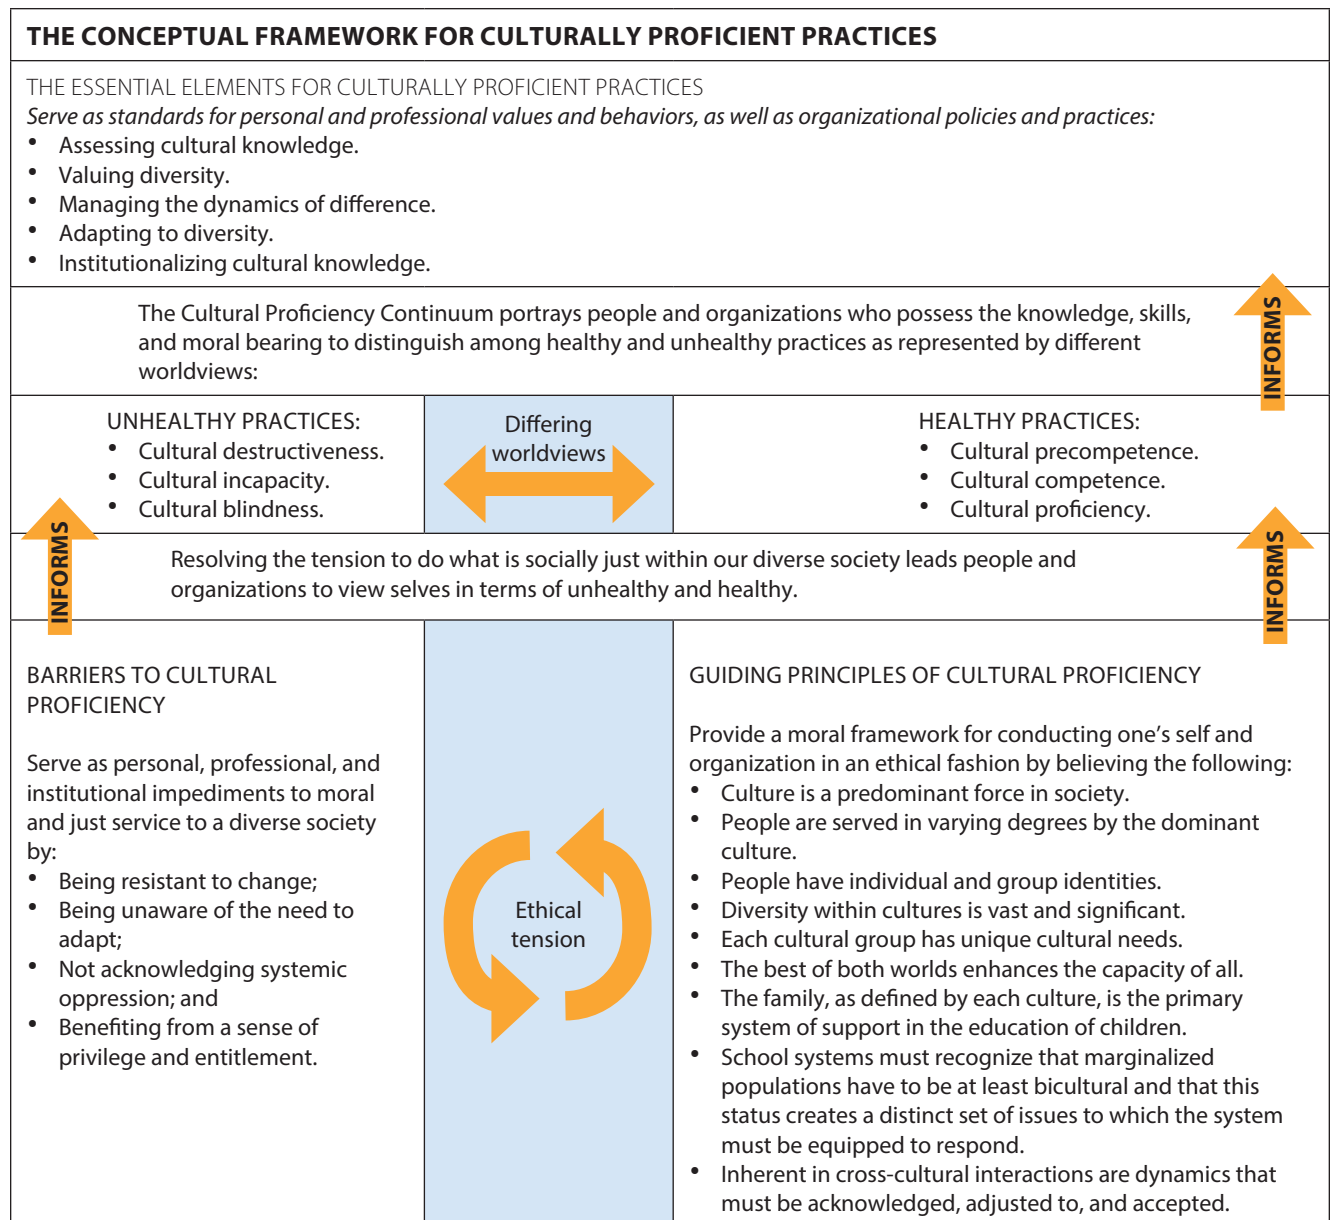 THE CONCEPTUAL FRAMEWORK FOR CULTURALLY PROFICIENT PRACTICES
THE ESSENTIAL ELEMENTS FOR CULTURALLY PROFICIENT PRACTICES
Serve as standards for personal and professional values and behaviors, as well as organizational policies and practices:
• Assessing cultural knowledge.
• Valuing diversity.
• Managing the dynamics of difference.
• Adapting to diversity.
• Institutionalizing cultural knowledge.
The Cultural Proficiency Continuum portrays people and organizations who possess the knowledge, skills,
and moral bearing to distinguish among healthy and unhealthy practices as represented by different
worldviews:
INFORMS
UNHEALTHY PRACTICES:
• Cultural destructiveness.
• Cultural incapacity.
• Cultural blindness.
Differing
worldviews
HEALTHY PRACTICES:
• Cultural precompetence.
• Cultural competence.
• Cultural proficiency.
INFORMS
Resolving the tension to do what is socially just within our diverse society leads people and
organizations to view selves in terms of unhealthy and healthy.
INFORMS
BARRIERS TO CULTURAL
PROFICIENCY
Serve as personal, professional, and
institutional impediments to moral
and just service to a diverse society
by:
• Being resistant to change;
• Being unaware of the need to
adapt;
• Not acknowledging systemic
oppression; and
• Benefiting from a sense of
privilege and entitlement.
Ethical
tension
GUIDING PRINCIPLES OF CULTURAL PROFICIENCY
Provide a moral framework for conducting one's self and
organization in an ethical fashion by believing the following:
• Culture is a predominant force in society.
• People are served in varying degrees by the dominant
culture.
• People have individual and group identities.
• Diversity within cultures is vast and significant.
• Each cultural group has unique cultural needs.
• The best of both worlds enhances the capacity of all.
• The family, as defined by each culture, is the primary
system of support in the education of children.
• School systems must recognize that marginalized
populations have to be at least bicultural and that this
status creates a distinct set of issues to which the system
must be equipped to respond.
• Inherent in cross-cultural interactions are dynamics that
must be acknowledged, adjusted to, and accepted.